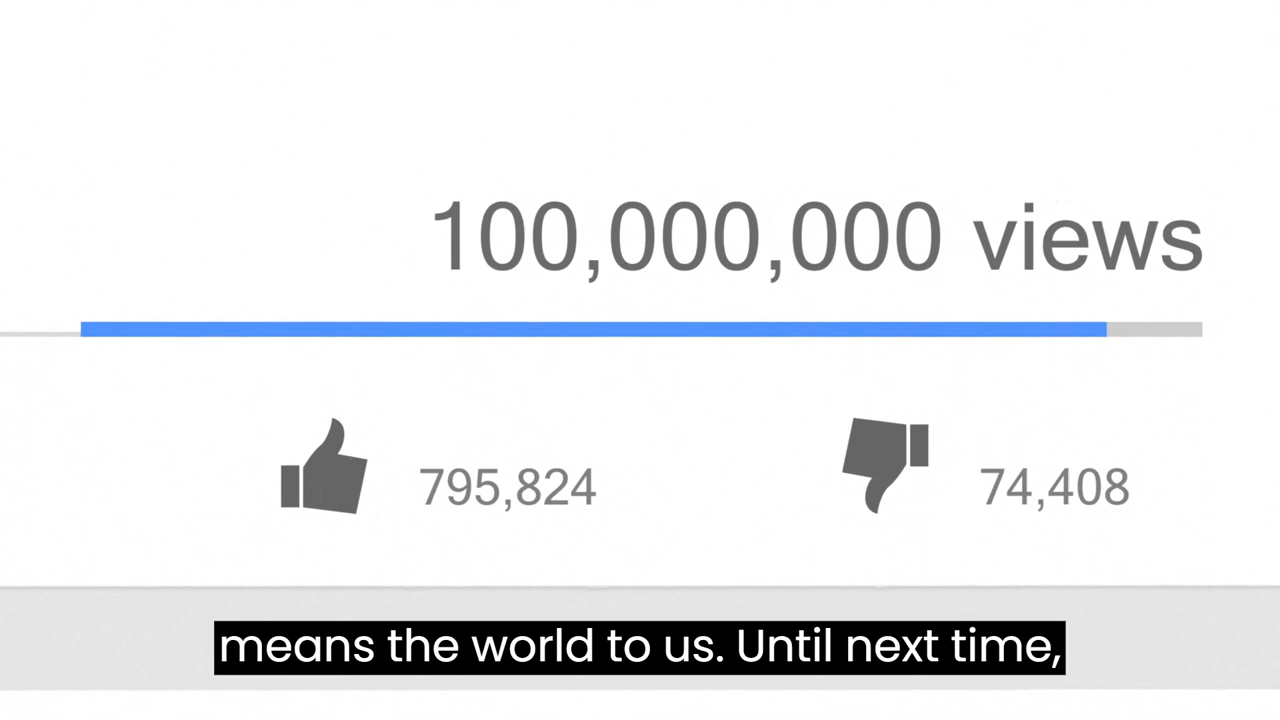 100,000,000 views
795,824
74,408
means the world to us. Until next time,